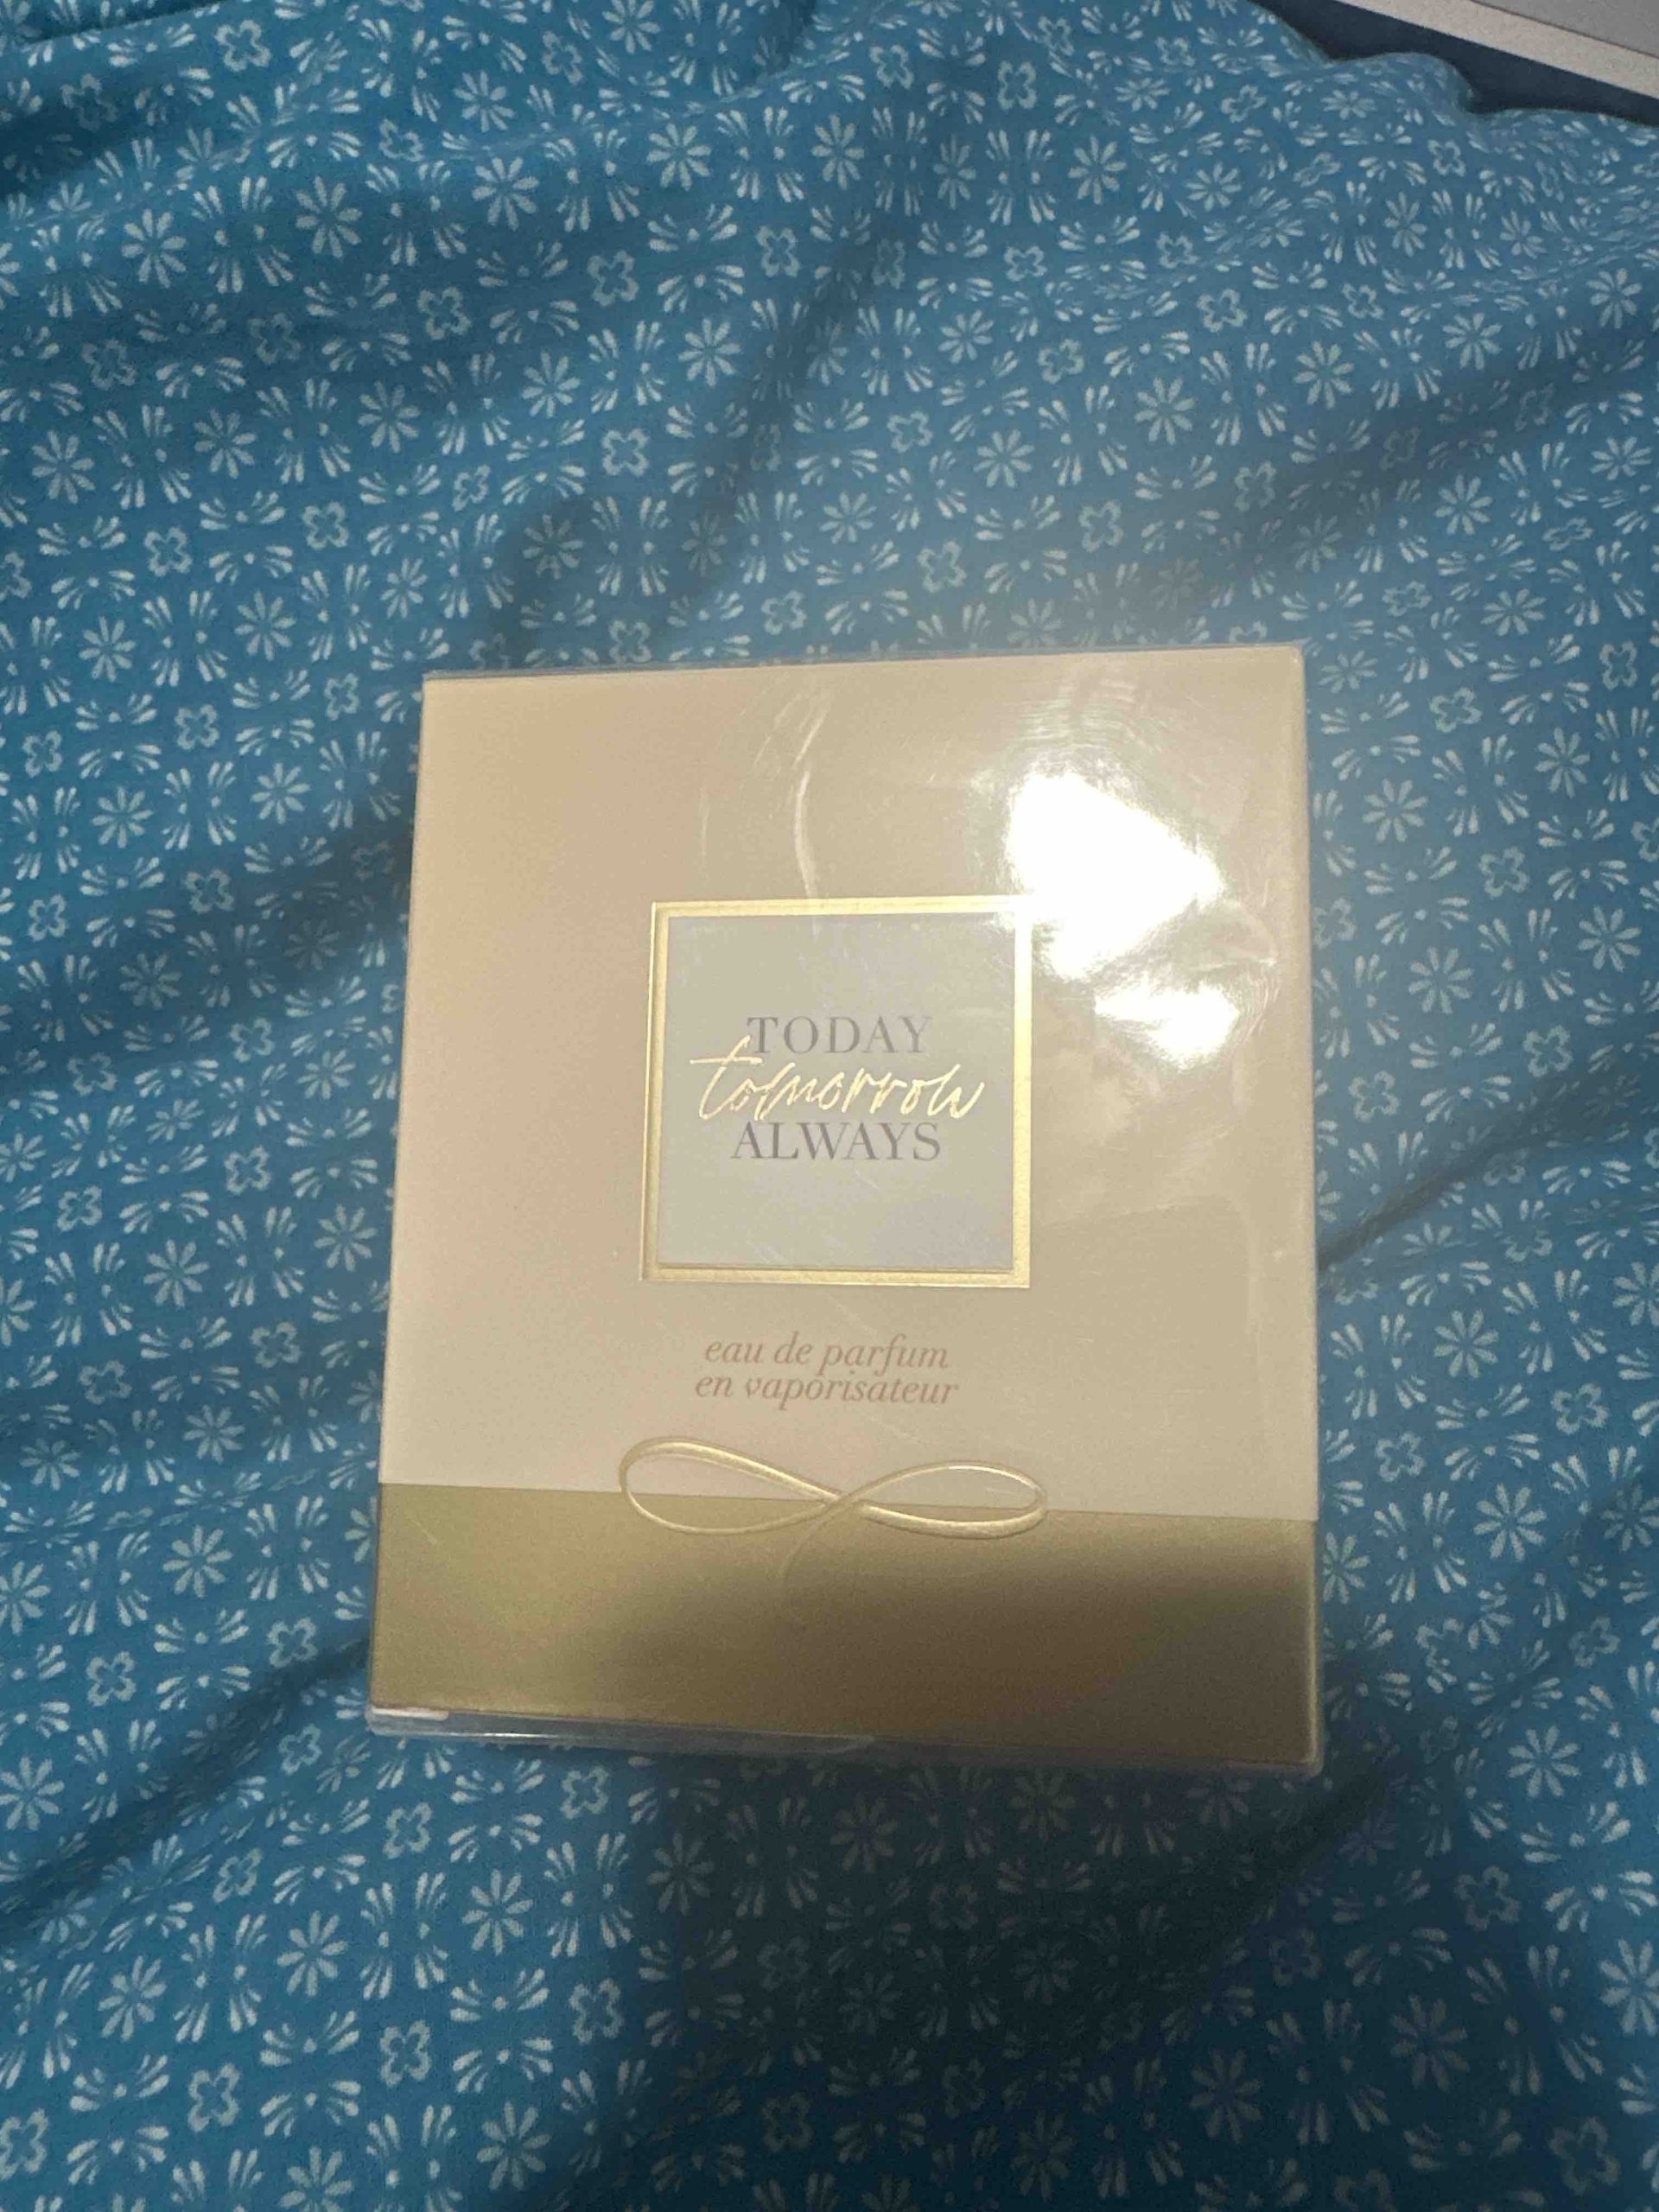 TODAY
tomorrow
ALWAYS
eau de parfum
en vaporisateur